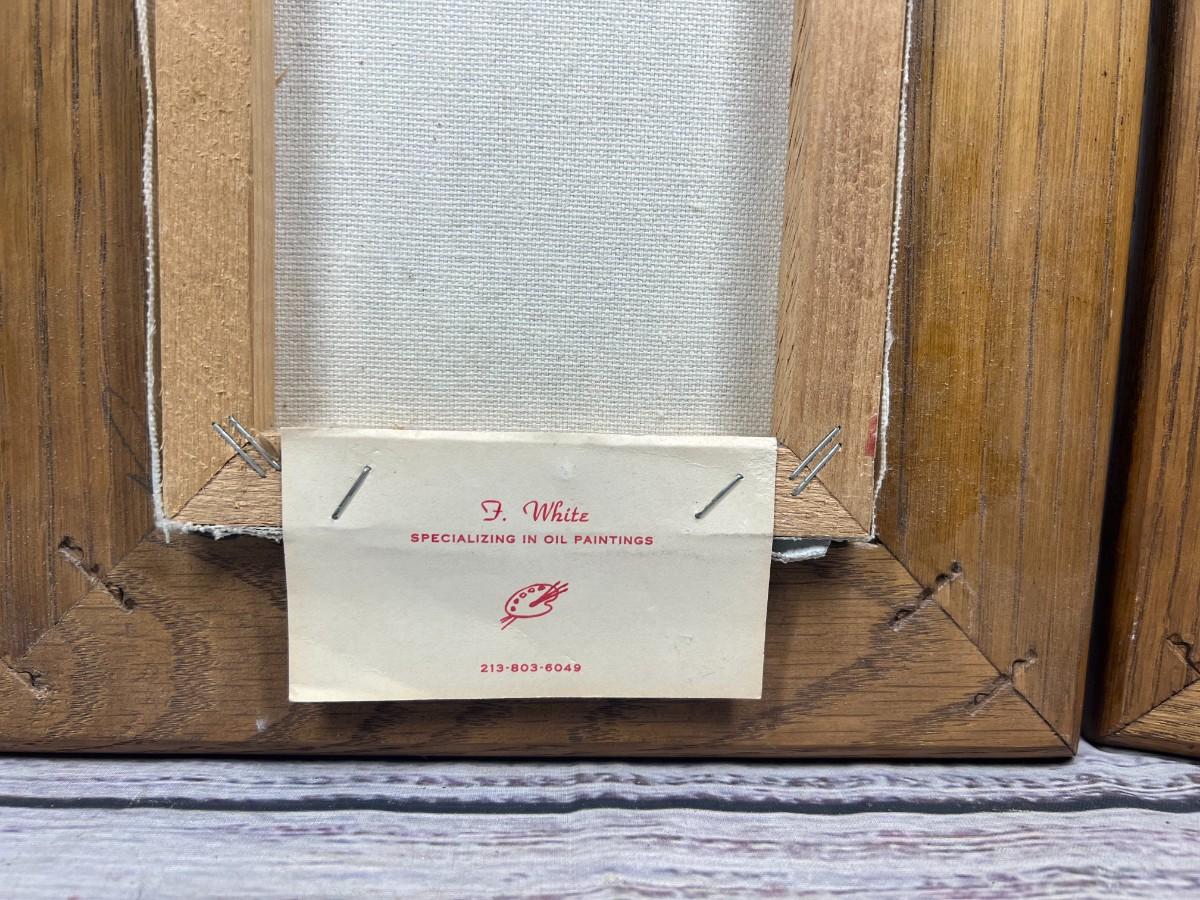 F. White
SPECIALIZING IN OIL PAINTINGS
213-803-6049